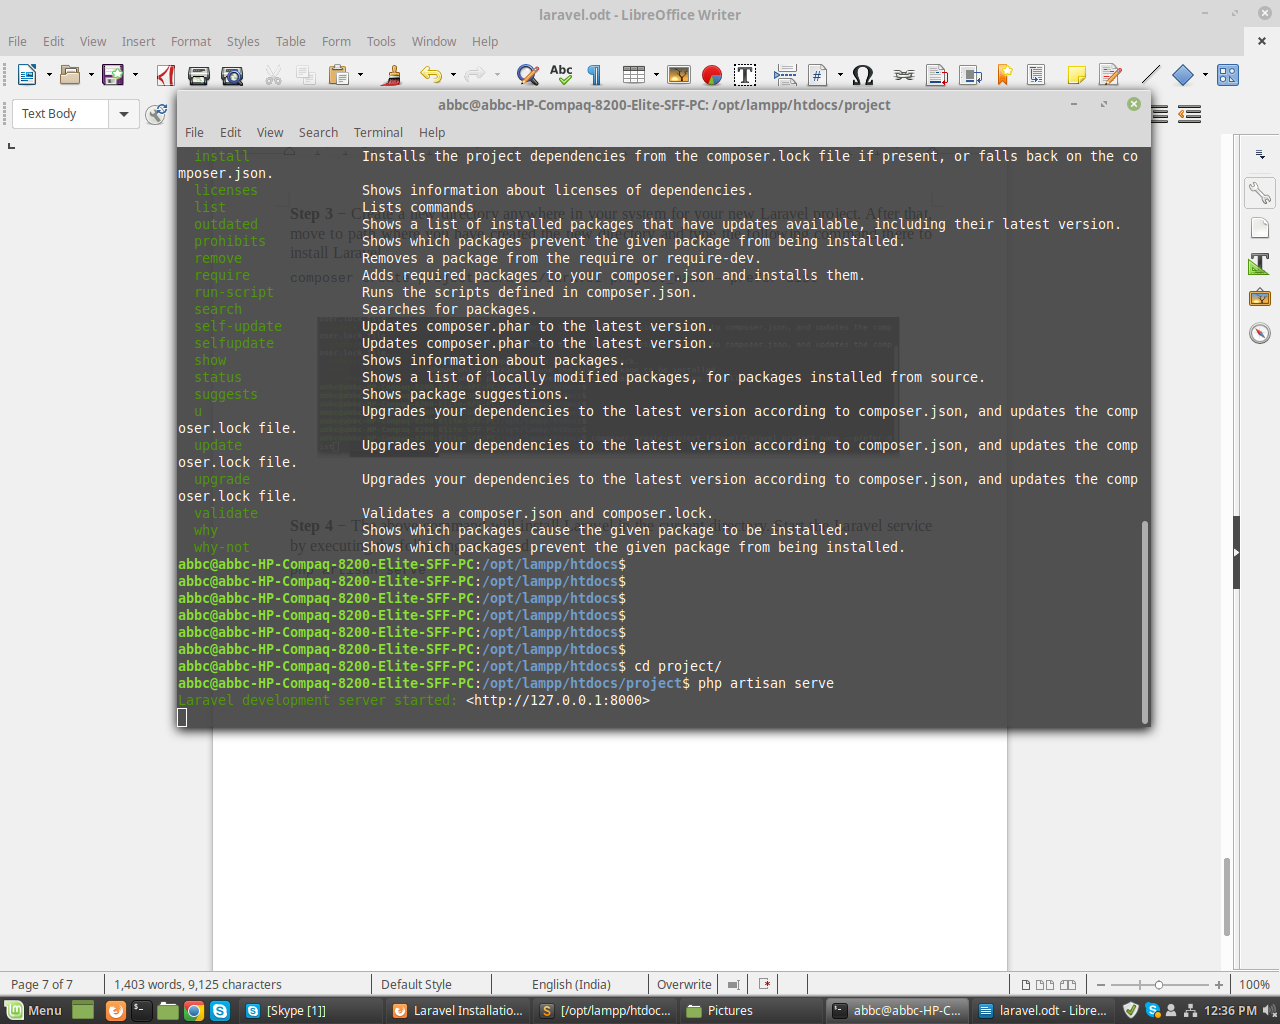 laravel.odt - LibreOffice Writer
File Edit View Insert Format Styles Table Form Tools Window Help
Text Body
abbc@abbc-HP-Compaq-8200-Elite-SFF-PC: /opt/lampp/htdocs/project
File Edit View Search Terminal Help
install Installs the project dependencies from the composer.lock file if present, or falls back on the co
mposer.json.
licenses Shows information about licenses of dependencies.
list Lists commands
outdated Shows a list of installed packages that have updates available, including their latest version.
prohibits Shows which packages prevent the given package from being installed.
remove Removes a package from the require or require-dev.
require Adds required packages to your composer.json and installs them.
run-script Runs the scripts defined in composer.json.
search Searches for packages.
self-update Updates composer.phar to the latest version.
selfupdate Updates composer.phar to the latest version.
show Shows information about packages.
status Shows a list of locally modified packages, for packages installed from source.
suggests Shows package suggestions.
u Upgrades your dependencies to the latest version according to composer.json, and updates the comp
oser.lock file.
update Upgrades your dependencies to the latest version according to composer.json, and updates the comp
oser.lock file.
upgrade Upgrades your dependencies to the latest version according to composer.json, and updates the comp
oser.lock file.
validate Validates a composer.json and composer.lock.
why Shows which packages cause the given package to be installed.
why-not Shows which packages prevent the given package from being installed.
abbc@abbc-HP-Compaq-8200-Elite-SFF-PC:/opt/lampp/htdocs$
abbc@abbc-HP-Compaq-8200-Elite-SFF-PC:/opt/lampp/htdocs$
abbc@abbc-HP-Compaq-8200-Elite-SFF-PC:/opt/lampp/htdocs$
abbc@abbc-HP-Compaq-8200-Elite-SFF-PC:/opt/lampp/htdocs$
abbc@abbc-HP-Compaq-8200-Elite-SFF-PC:/opt/lampp/htdocs$
abbc@abbc-HP-Compaq-8200-Elite-SFF-PC:/opt/lampp/htdocs$
abbc@abbc-HP-Compaq-8200-Elite-SFF-PC:/opt/lampp/htdocs$ cd project/
abbc@abbc-HP-Compaq-8200-Elite-SFF-PC:/opt/lampp/htdocs/project$ php artisan serve
Laravel development server started: <http://127.0.0.1:8000>
Step 3 −
install
Step 4 −
Page 7 of 7 1,403 words, 9,125 characters Default Style English (India) Overwrite 100%
Menu [Skype [1]] Laravel Installatio... [/opt/lampp/htdoc... Pictures abbc@abbc-HP-C... laravel.odt - Libre... 12:36 PM